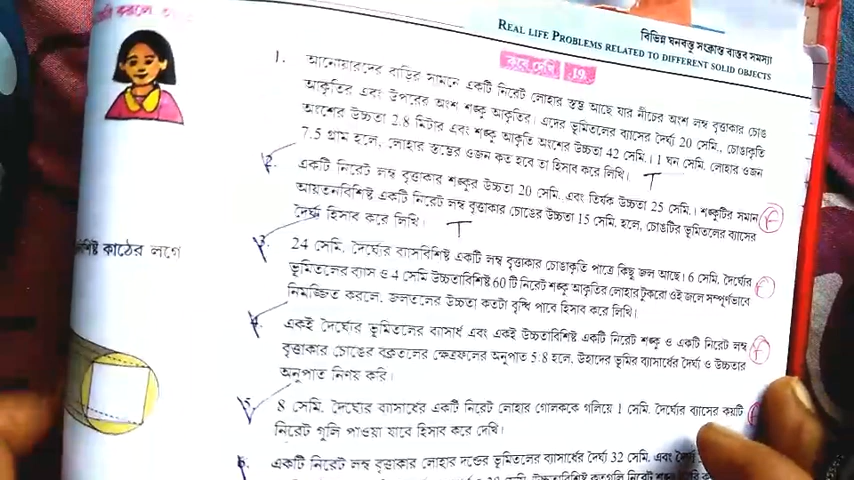 REAL LIFE PROBLEMS RELATED TO DIFFERENT SOLID OBJECTS
বিভিন্ন ঘনবস্তু সংক্রান্ত বাস্তব সমস্যা
কষে দেখি 19
1. আনোয়ারদের বাড়ির সামনে একটি নিরেট লোহার স্তম্ভ আছে যার নীচের অংশ লম্ব বৃত্তাকার চোঙ
আকৃতির এবং উপরের অংশ শঙ্কু আকৃতির। এদের ভূমিতলের ব্যাসের দৈর্ঘ্য 20 সেমি., চোঙাকৃতি
অংশের উচ্চতা 2.8 মিটার এবং শঙ্কু আকৃতি অংশের উচ্চতা 42 সেমি.। 1 ঘন সেমি. লোহার ওজন
7.5 গ্রাম হলে, লোহার স্তম্ভের ওজন কত হবে তা হিসাব করে লিখি। T
2. একটি নিরেট লম্ব বৃত্তাকার শঙ্কুর উচ্চতা 20 সেমি. এবং তির্যক উচ্চতা 25 সেমি.। শঙ্কুটির সমান
আয়তনবিশিষ্ট একটি নিরেট লম্ব বৃত্তাকার চোঙের উচ্চতা 15 সেমি. হলে, চোঙটির ভূমিতলের ব্যাসের
দৈর্ঘ্য হিসাব করে লিখি। T
3. 24 সেমি. দৈর্ঘ্যের ব্যাসবিশিষ্ট একটি লম্ব বৃত্তাকার চোঙাকৃতি পাত্রে কিছু জল আছে। 6 সেমি. দৈর্ঘ্যের
ভূমিতলের ব্যাস ও 4 সেমি উচ্চতাবিশিষ্ট 60 টি নিরেট শঙ্কু আকৃতির লোহার টুকরো ওই জলে সম্পূর্ণভাবে
নিমজ্জিত করলে, জলতলের উচ্চতা কতটা বৃদ্ধি পাবে হিসাব করে লিখি।
4. একই দৈর্ঘ্যের ভূমিতলের ব্যাসার্ধ এবং একই উচ্চতাবিশিষ্ট একটি নিরেট শঙ্কু ও একটি নিরেট লম্ব
বৃত্তাকার চোঙের বক্রতলের ক্ষেত্রফলের অনুপাত 5:8 হলে, উহাদের ভূমির ব্যাসার্ধের দৈর্ঘ্য ও উচ্চতার
অনুপাত নির্ণয় করি।
5. 8 সেমি. দৈর্ঘ্যের ব্যাসার্ধের একটি নিরেট লোহার গোলককে গলিয়ে 1 সেমি. দৈর্ঘ্যের ব্যাসের কয়টি
নিরেট গুলি পাওয়া যাবে হিসাব করে দেখি।
6. একটি নিরেট লম্ব বৃত্তাকার লোহার দণ্ডের ভূমিতলের ব্যাসার্ধের দৈর্ঘ্য 32 সেমি. এবং
কাঠের লগে